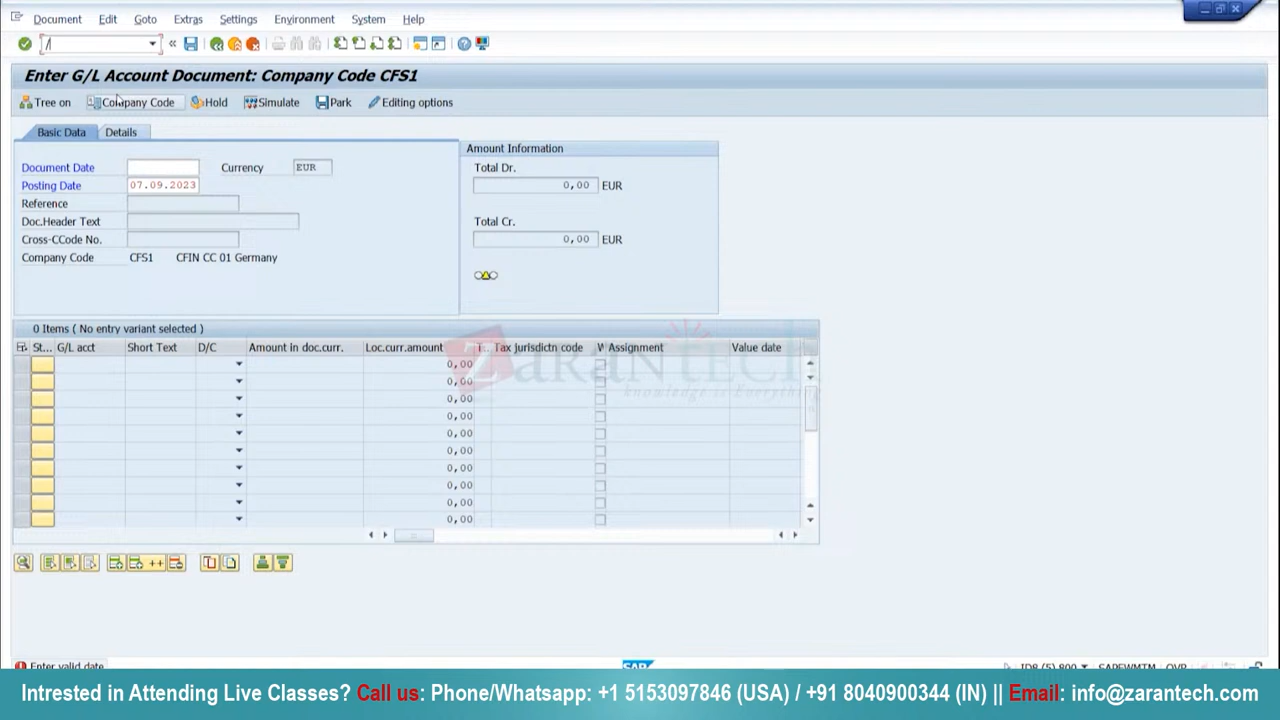 Document Edit Goto Extras Settings Environment System Help
/
Enter G/L Account Document: Company Code CFS1
Tree on Company Code Hold Simulate Park Editing options
Basic Data Details
Amount Information
Document Date Currency EUR
Total Dr.
Posting Date 07.09.2023
0,00 EUR
Reference
Doc.Header Text
Total Cr.
Cross-CCode No.
0,00 EUR
Company Code CFS1 CFIN CC 01 Germany
0 Items ( No entry variant selected )
St... G/L acct Short Text D/C Amount in doc.curr. Loc.curr.amount T.. Tax jurisdictn code V Assignment Value date
0,00
0,00
0,00
0,00
0,00
0,00
0,00
0,00
0,00
0,00
zarantech
knowledge is Everything
Enter valid date
SAP
Intrested in Attending Live Classes? Call us: Phone/Whatsapp: +1 5153097846 (USA) / +91 8040900344 (IN) || Email: info@zarantech.com